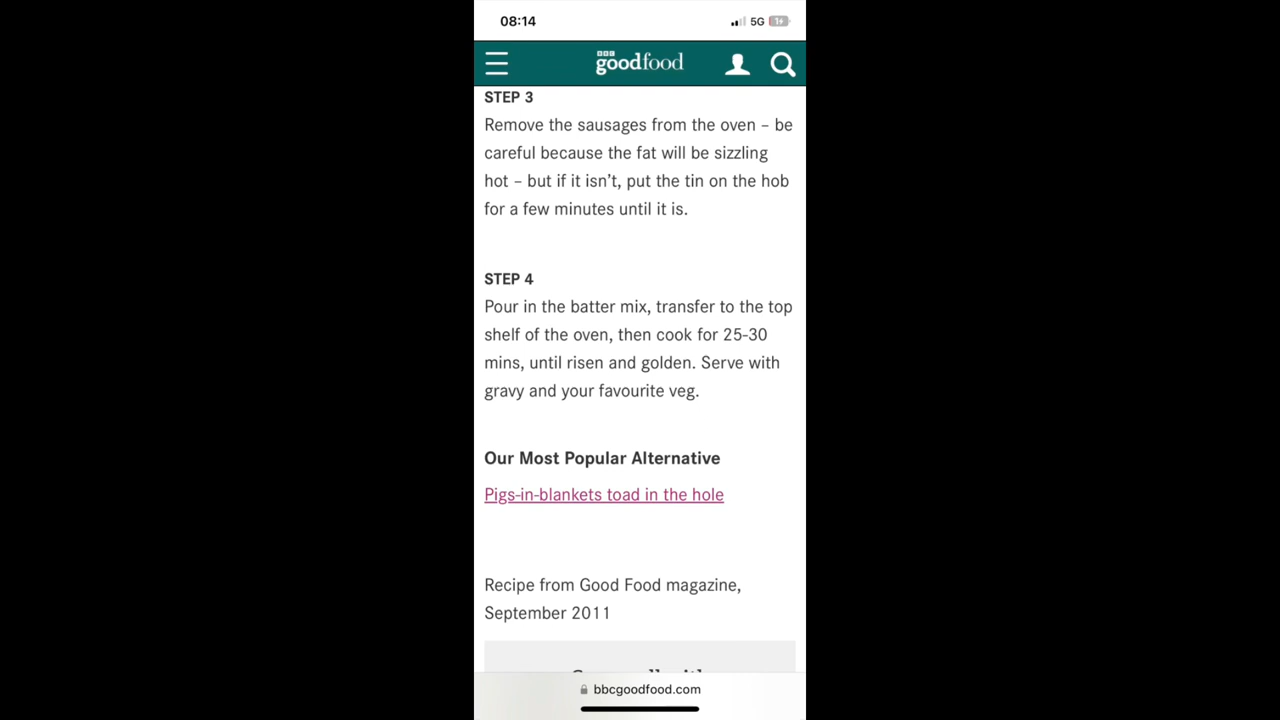 08:14
5G
1+
BBC
goodfood
STEP 3
Remove the sausages from the oven – be
careful because the fat will be sizzling
hot – but if it isn’t, put the tin on the hob
for a few minutes until it is.
STEP 4
Pour in the batter mix, transfer to the top
shelf of the oven, then cook for 25-30
mins, until risen and golden. Serve with
gravy and your favourite veg.
Our Most Popular Alternative
Pigs-in-blankets toad in the hole
Recipe from Good Food magazine,
September 2011
bbcgoodfood.com